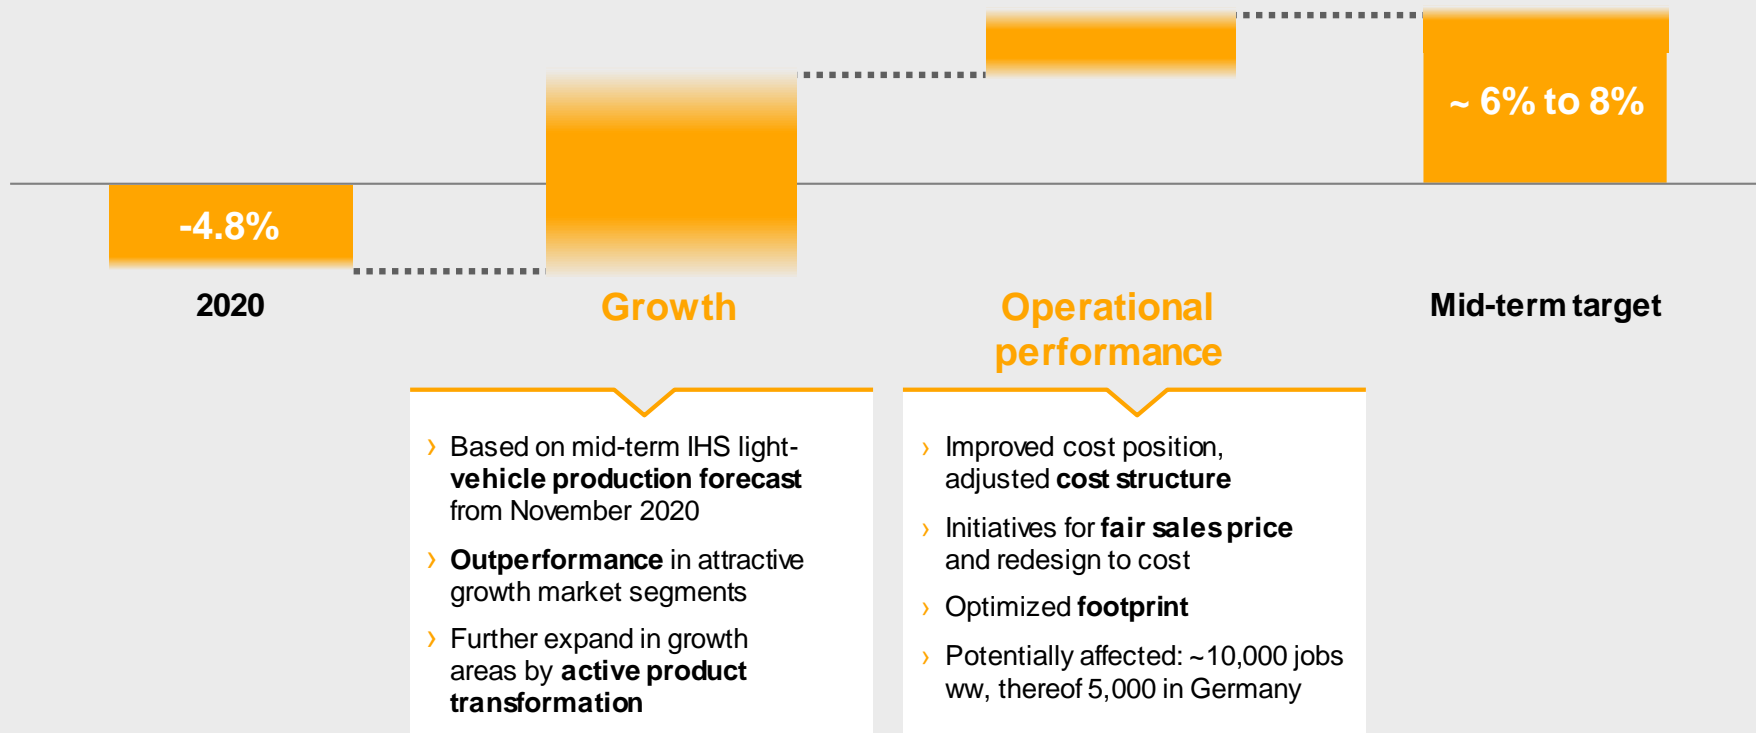 ~ 6% to 8%
-4.8%
2020
Growth
Operational
performance
Mid-term target
› Based on mid-term IHS light-
vehicle production forecast
from November 2020
› Outperformance in attractive
growth market segments
› Further expand in growth
areas by active product
transformation
› Improved cost position,
adjusted cost structure
› Initiatives for fair sales price
and redesign to cost
› Optimized footprint
› Potentially affected: ~10,000 jobs
ww, thereof 5,000 in Germany